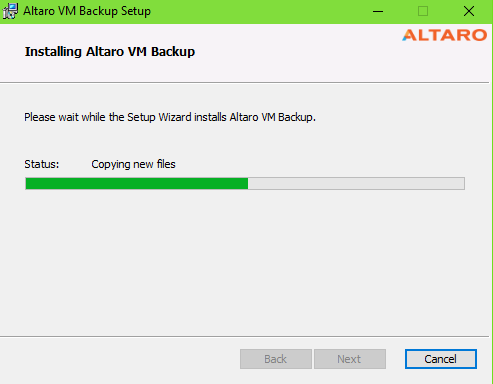 Altaro VM Backup Setup
ALTARO
Installing Altaro VM Backup
Please wait while the Setup Wizard installs Altaro VM Backup.
Status: Copying new files
Back Next Cancel